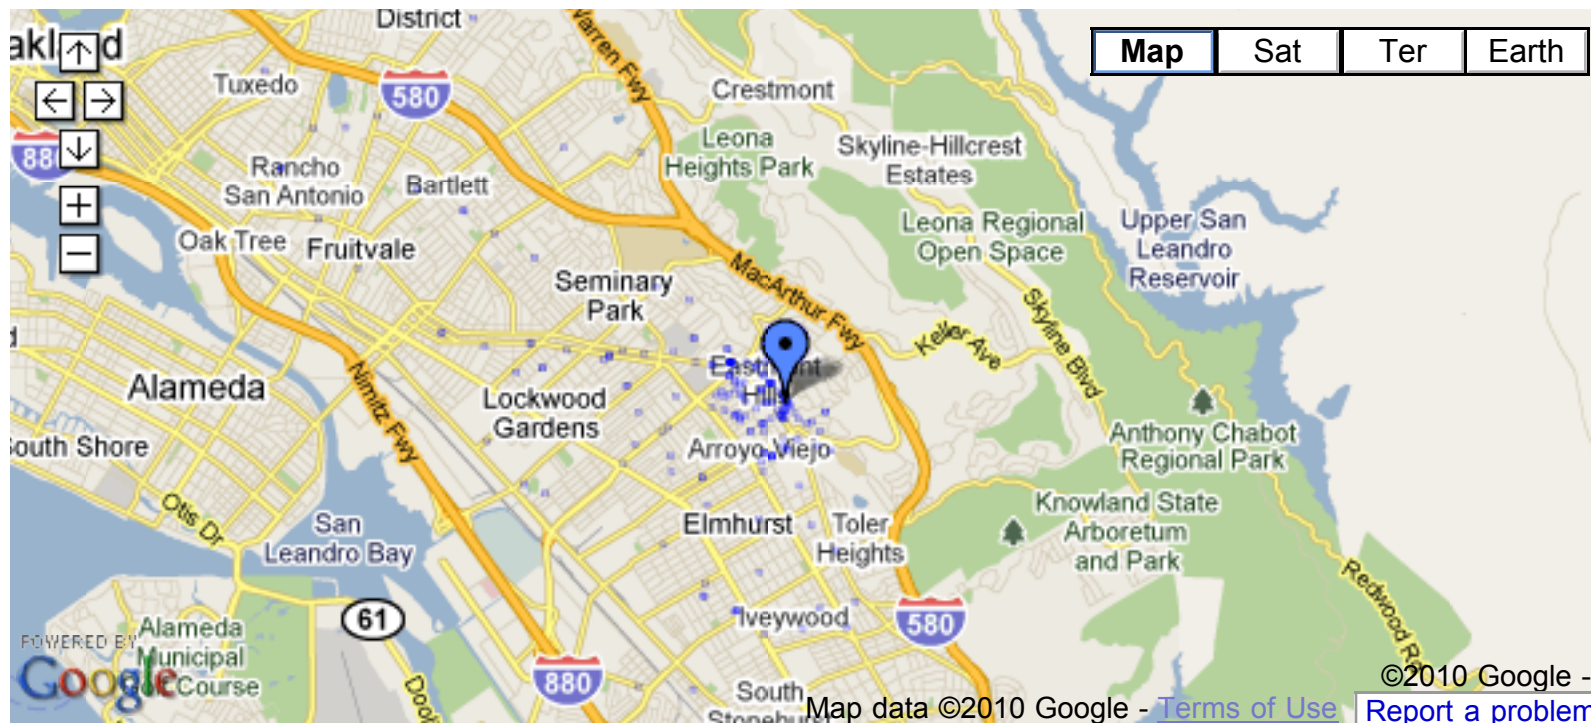 District
akland
Warren Fwy
Map
Sat
Ter
Earth
Tuxedo
580
Crestmont
Leona
Heights Park
Skyline-Hillcrest
Estates
880
Rancho
San Antonio
Bartlett
Leona Regional
Open Space
Upper San
Leandro
Reservoir
Oak Tree
Fruitvale
Seminary
Park
MacArthur Fwy
Skyline Blvd
Keller Ave
Nimitz Fwy
Alameda
Lockwood
Gardens
Hills
South Shore
Arroyo Viejo
Anthony Chabot
Regional Park
Otis Dr
San
Leandro Bay
Elmhurst
Toler
Heights
Knowland State
Arboretum
and Park
Redwood
61
Iveywood
580
Alameda
Municipal
Course
POWERED BY
Google
880
South
©2010 Google -
Map data ©2010 Google - Terms of Use
Report a problem